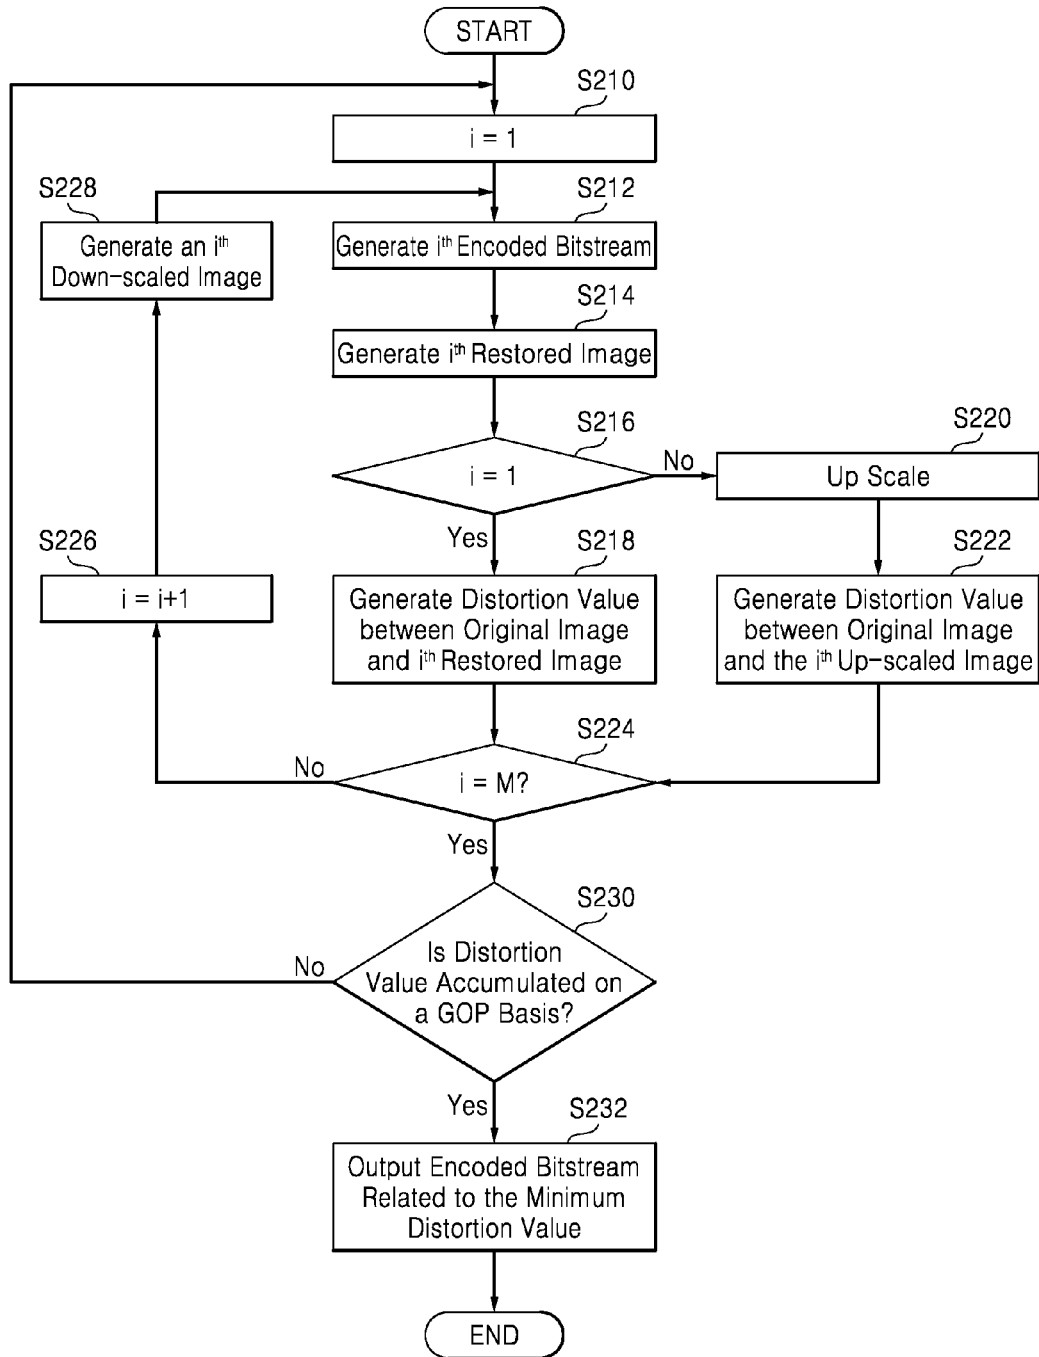 START
S210
i = 1
S228
Generate an iᵗʰ
Down-scaled Image
S212
Generate iᵗʰ Encoded Bitstream
S214
Generate iᵗʰ Restored Image
S216
i = 1
No
Yes
S220
Up Scale
S226
i = i+1
S218
Generate Distortion Value
between Original Image
and iᵗʰ Restored Image
S222
Generate Distortion Value
between Original Image
and the iᵗʰ Up-scaled Image
S224
i = M?
No
Yes
S230
Is Distortion
Value Accumulated on
a GOP Basis?
No
Yes
S232
Output Encoded Bitstream
Related to the Minimum
Distortion Value
END